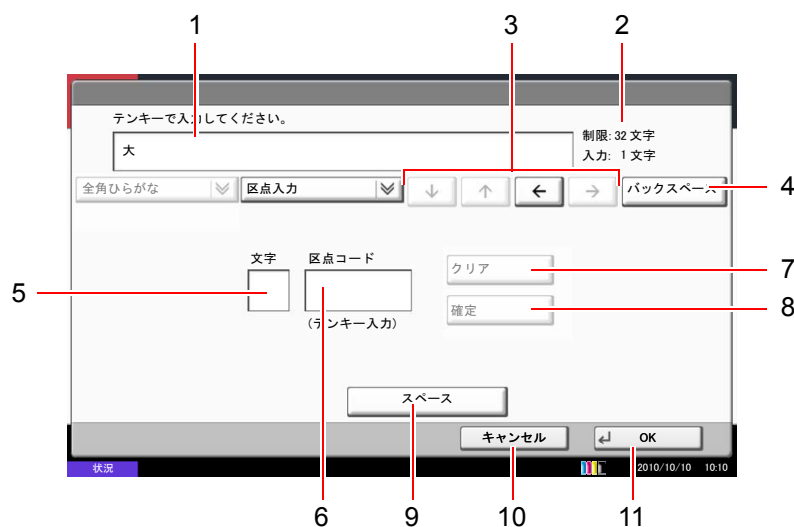 1 3 2
テンキーで入力してください。
制限: 32 文字
大
入力: 1 文字
全角ひらがな 区点入力 ↓ ↑ ← → バックスペース 4
文字 区点コード
クリア 7
5
確定 8
(テンキー入力)
スペース
キャンセル OK
状況 2010/10/10 10:10
6 9 10 11